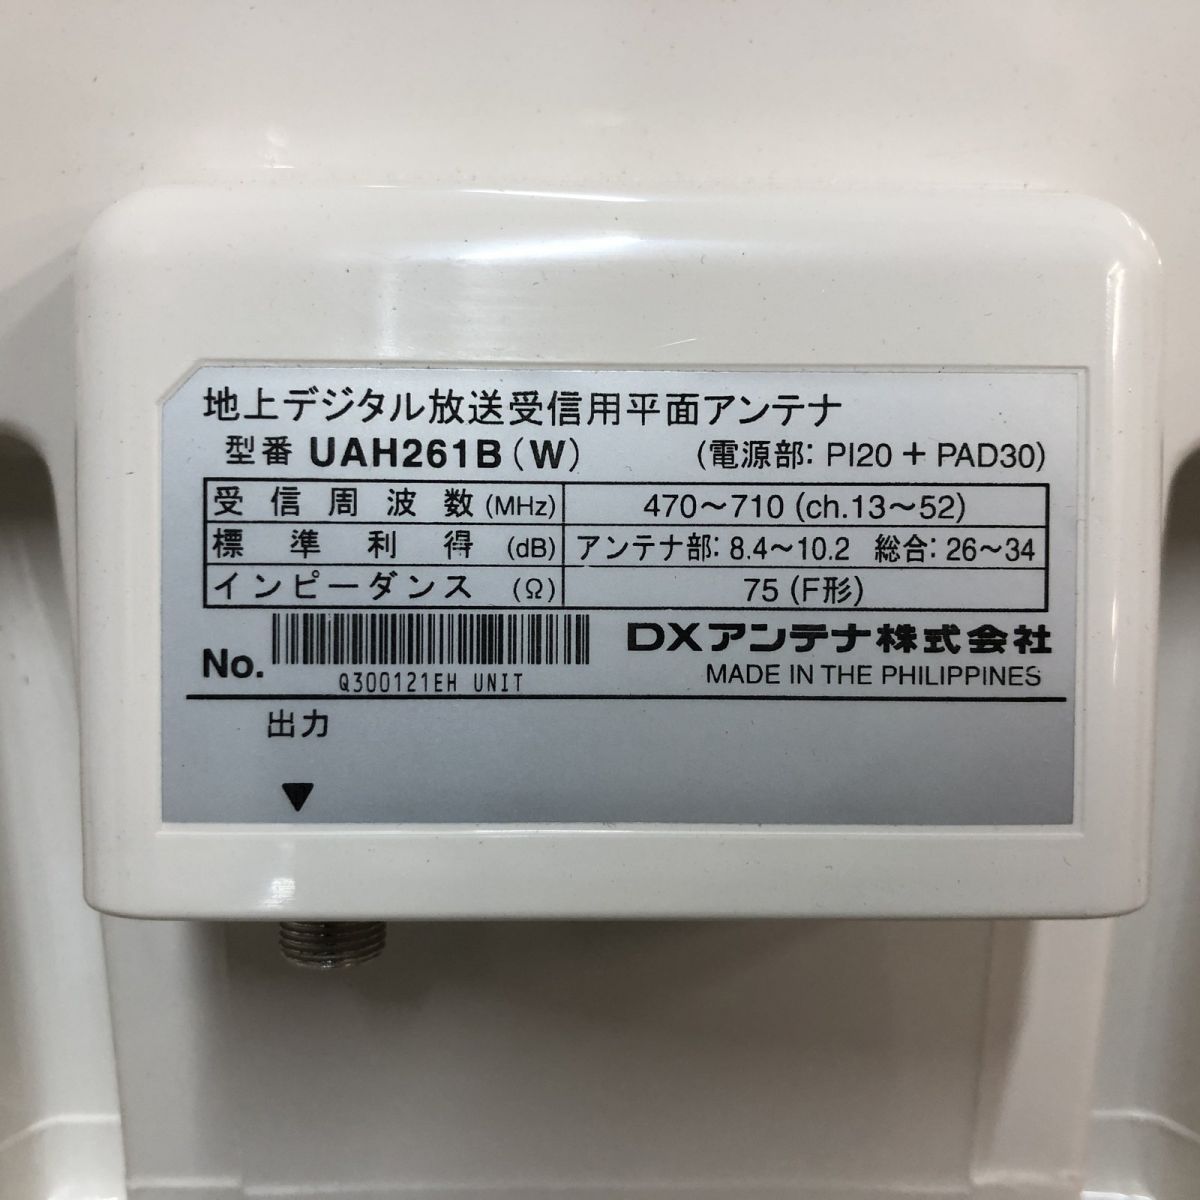 地上デジタル放送受信用平面アンテナ
型番 UAH261B (W) (電源部: PI20 + PAD30)
受信周波数 (MHz) 470〜710 (ch.13〜52)
標準利得 (dB) アンテナ部: 8.4〜10.2 総合: 26〜34
インピーダンス (Ω) 75 (F形)
No. Q300121EH UNIT
DXアンテナ株式会社
MADE IN THE PHILIPPINES
出力